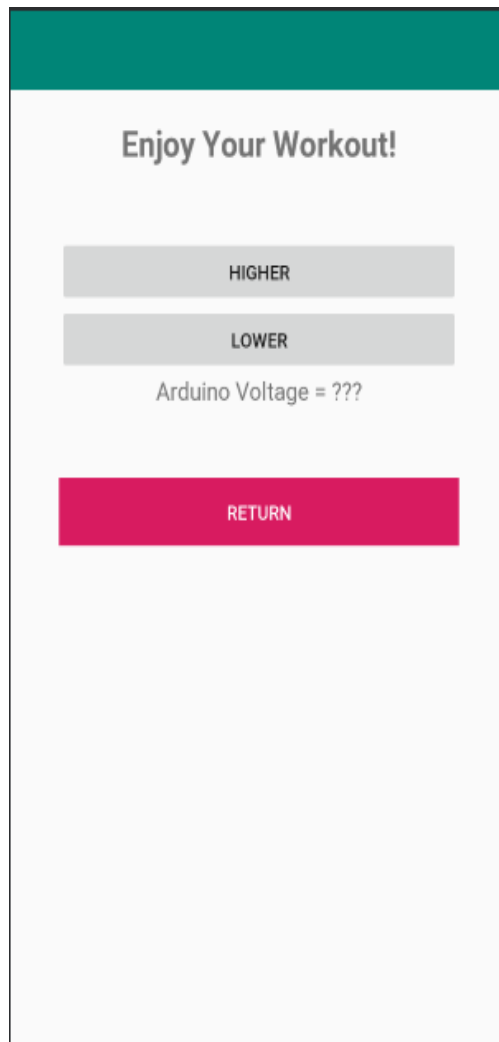 Enjoy Your Workout!
HIGHER
LOWER
Arduino Voltage = ???
RETURN